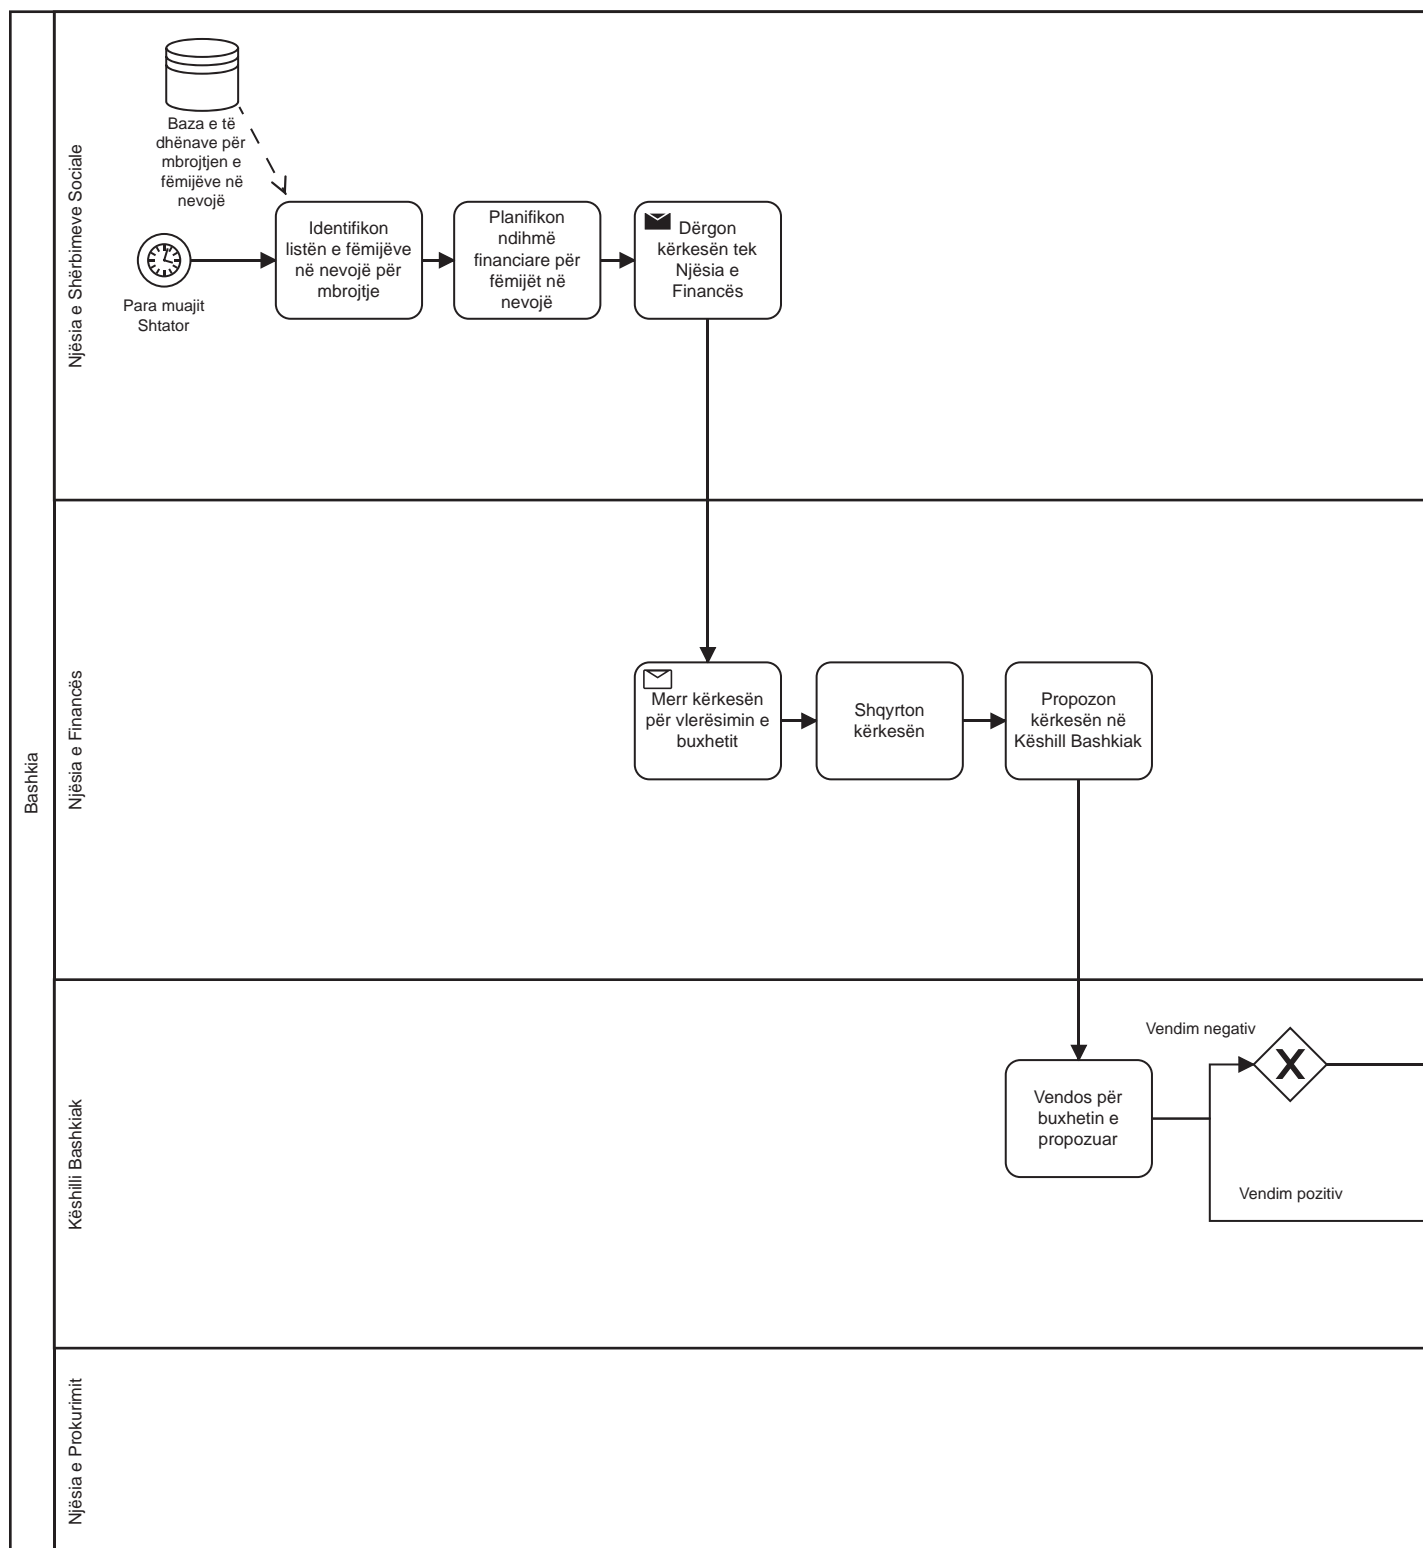 Bashkia
Njësia e Shërbimeve Sociale
Baza e të
dhënave për
mbrojtjen e
fëmijëve në
nevojë
Para muajit
Shtator
Identifikon
listën e fëmijëve
në nevojë për
mbrojtje
Planifikon
ndihmë
financiare për
fëmijët në
nevojë
Dërgon
kërkesën tek
Njësia e
Financës
Njësia e Financës
Merr kërkesën
për vlerësimin e
buxhetit
Shqyrton
kërkesën
Propozon
kërkesën në
Këshill Bashkiak
Këshilli Bashkiak
Vendos për
buxhetin e
propozuar
Vendim negativ
X
Vendim pozitiv
Njësia e Prokurimit